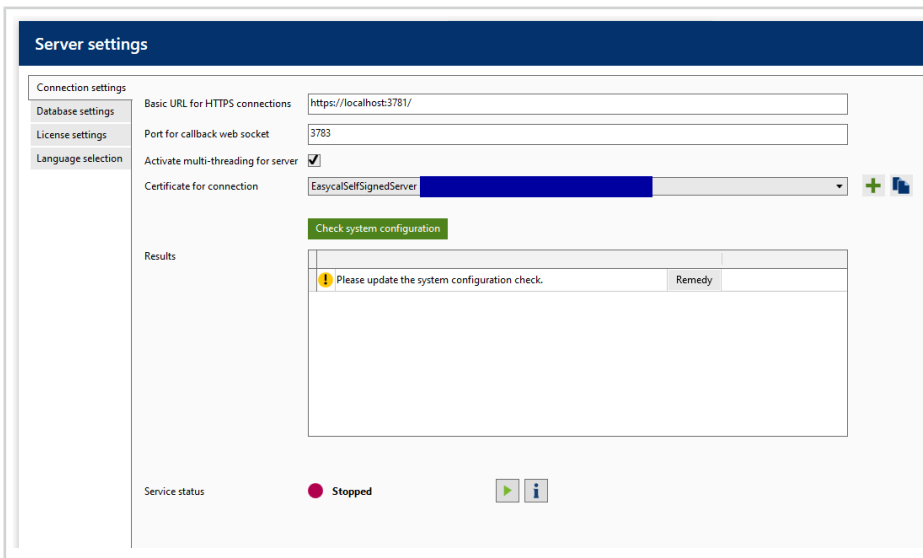 Server settings
Connection settings
Database settings
License settings
Language selection
Basic URL for HTTPS connections
https://localhost:3781/
Port for callback web socket
3783
Activate multi-threading for server
Certificate for connection
EasycalSelfSignedServer
Check system configuration
Results
Please update the system configuration check.
Remedy
Service status
Stopped